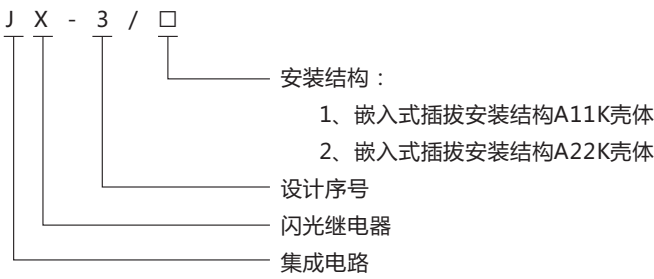 J X - 3 / □
安装结构：
1、嵌入式插拔安装结构A11K壳体
2、嵌入式插拔安装结构A22K壳体
设计序号
闪光继电器
集成电路